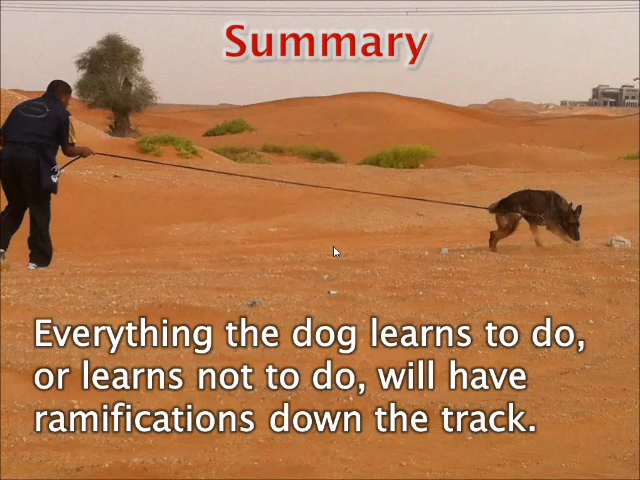 Summary
Everything the dog learns to do,
or learns not to do, will have
ramifications down the track.